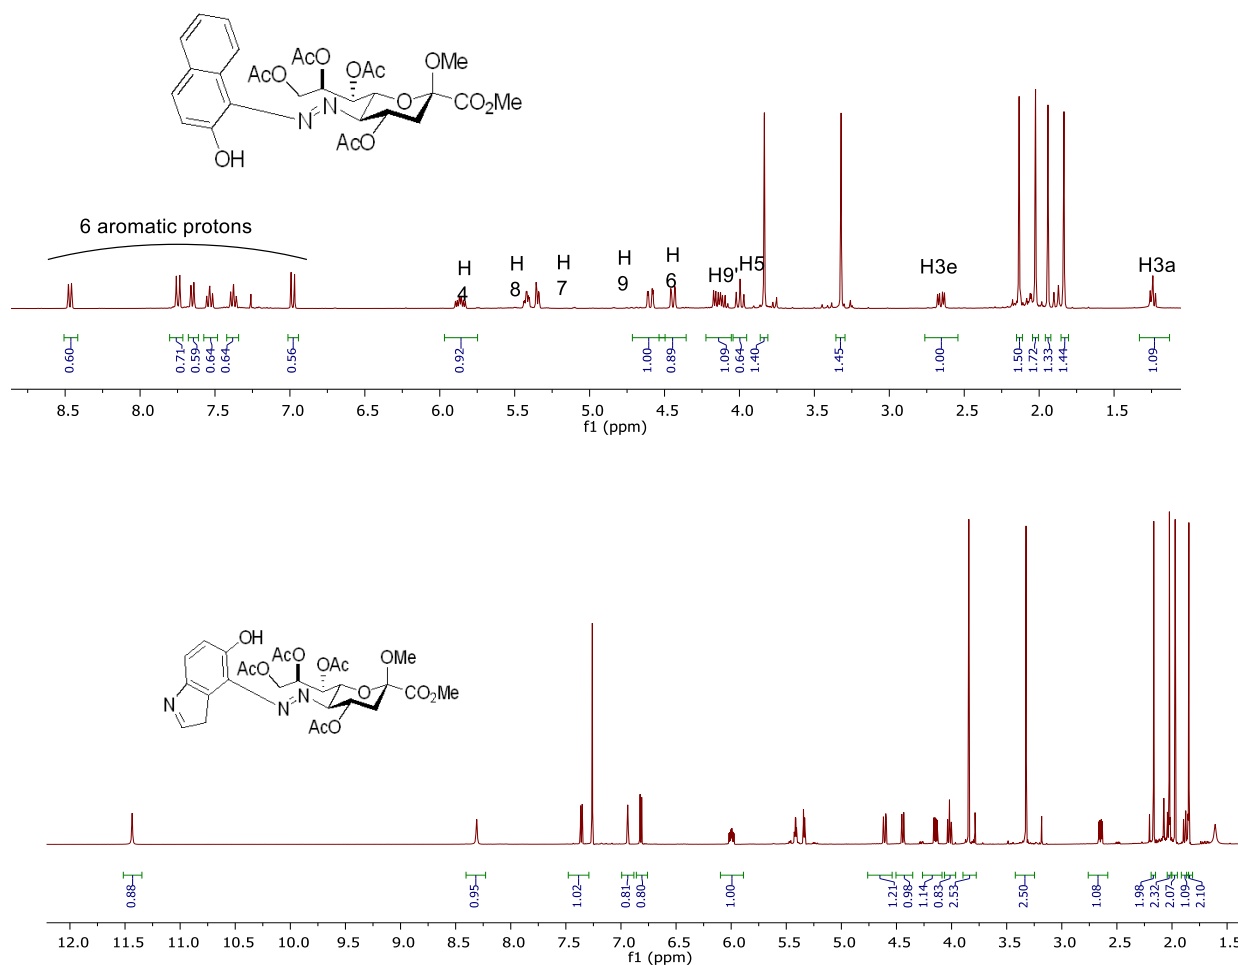 OMe
AcO
AcO
OAc
O
CO2Me
N
N
AcO
OH
6 aromatic protons
H
4
H
8
H
7
H
9
H
6
H9'
H5
H3e
H3a
0.60
0.71
0.59
0.64
0.64
0.56
0.92
1.00
0.89
1.09
0.64
1.40
1.45
1.00
1.50
1.72
1.33
1.44
1.09
8.5 8.0 7.5 7.0 6.5 6.0 5.5 5.0 4.5 4.0 3.5 3.0 2.5 2.0 1.5
f1 (ppm)
OH
AcO
AcO
OAc
OMe
O
CO2Me
N
N
N
AcO
0.88
0.95
1.02
0.81
0.80
1.00
1.21
0.98
1.14
0.83
2.53
2.50
1.08
1.98
2.32
2.07
1.09
2.10
12.0 11.5 11.0 10.5 10.0 9.5 9.0 8.5 8.0 7.5 7.0 6.5 6.0 5.5 5.0 4.5 4.0 3.5 3.0 2.5 2.0 1.5
f1 (ppm)